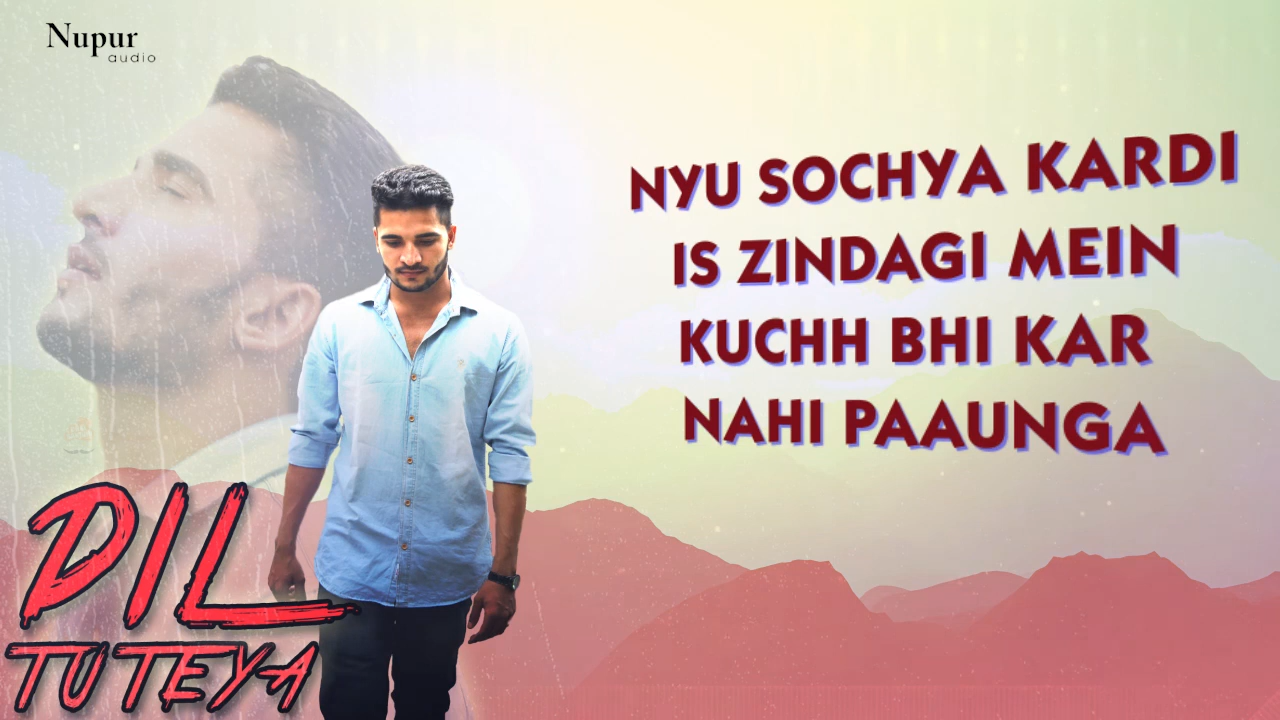 Nupur
audio
NYU SOCHYA KARDI
IS ZINDAGI MEIN
KUCHH BHI KAR
NAHI PAAUNGA
DIL
TUTEYA